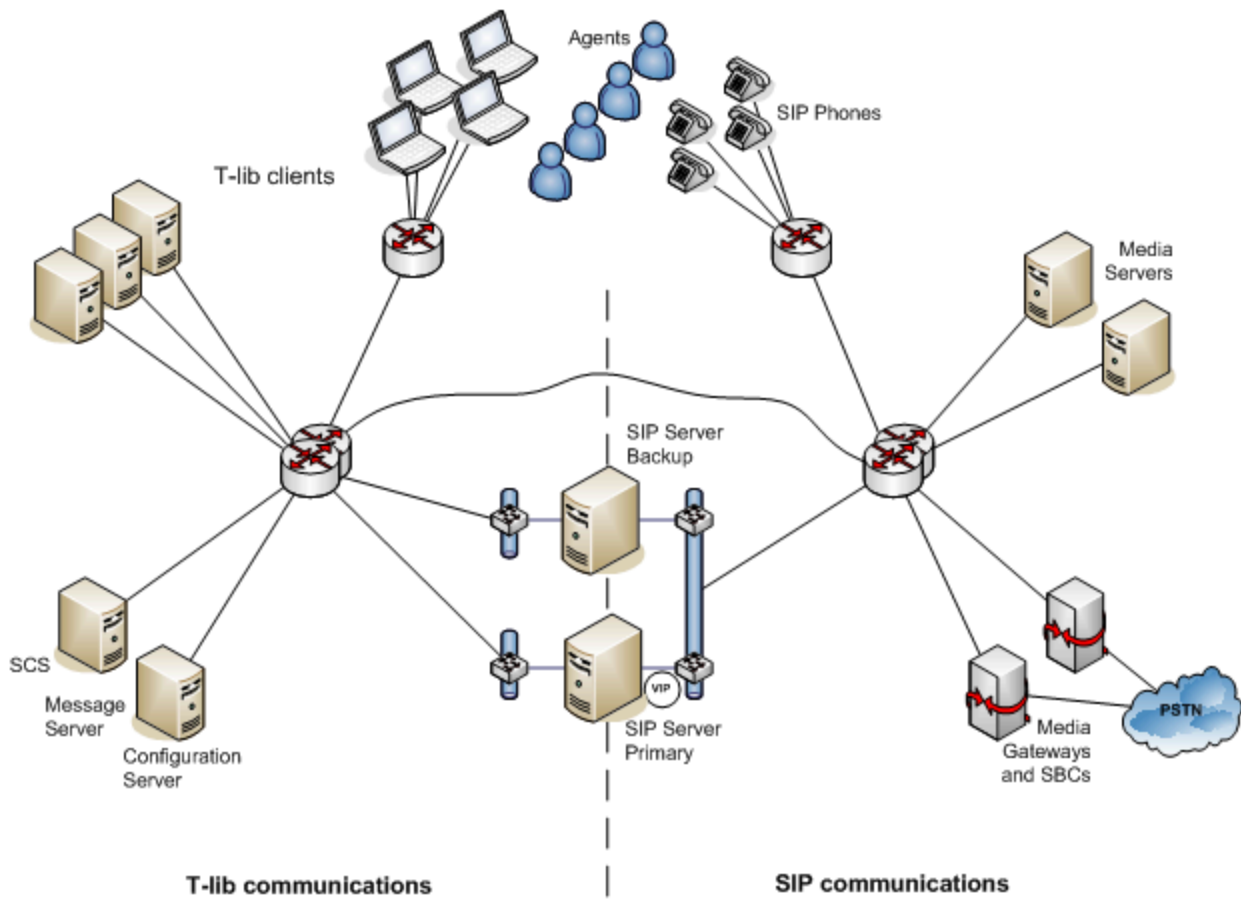 Agents
SIP Phones
T-lib clients
Media
Servers
SIP Server
Backup
SCS
Message
Server
Configuration
Server
VIP
SIP Server
Primary
PSTN
Media
Gateways
and SBCs
T-lib communications
SIP communications